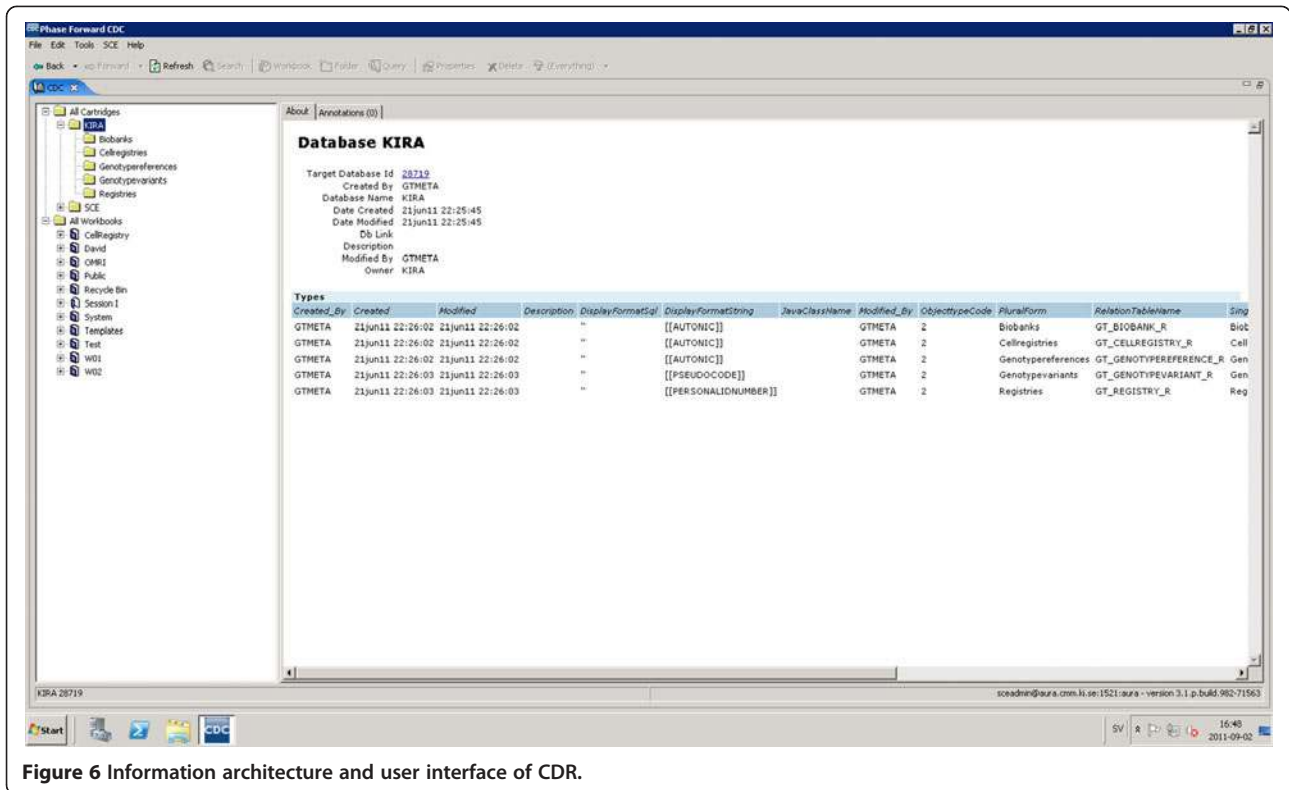 Phase Forward CDC
File Edit Tools SCE Help
Back Forward Refresh Search Workbook Folder Query Properties Delete (Everything)
CDC
All Cartridges
KIRA
Biobanks
Cellregistries
Genotypereferences
Genotypevariants
Registries
SCE
All Workbooks
CellRegistry
David
OMRI
Public
Recycle Bin
Session I
System
Templates
Test
W01
W02
About Annotations (0)
Database KIRA
Target Database Id 28719
Created By GTMETA
Database Name KIRA
Date Created 21jun11 22:25:45
Date Modified 21jun11 22:25:45
Db Link
Description
Modified By GTMETA
Owner KIRA
Types
Created_By Created Modified Description DisplayFormatSql DisplayFormatString JavaClassName Modified_By ObjecttypeCode PluralForm RelationTableName Sing
GTMETA 21jun11 22:26:02 21jun11 22:26:02 " [[AUTONIC]] GTMETA 2 Biobanks GT_BIOBANK_R Biot
GTMETA 21jun11 22:26:02 21jun11 22:26:02 " [[AUTONIC]] GTMETA 2 Cellregistries GT_CELLREGISTRY_R Cell
GTMETA 21jun11 22:26:02 21jun11 22:26:02 " [[AUTONIC]] GTMETA 2 Genotypereferences GT_GENOTYPEREFERENCE_R Gen
GTMETA 21jun11 22:26:03 21jun11 22:26:03 " [[PSEUDOCODE]] GTMETA 2 Genotypevariants GT_GENOTYPEVARIANT_R Gen
GTMETA 21jun11 22:26:03 21jun11 22:26:03 " [[PERSONALIDNUMBER]] GTMETA 2 Registries GT_REGISTRY_R Reg
KIRA 28719
sceadmin@aura.cmm.ki.se:1521:aura - version 3.1.p.build.982-71563
Start CDC SV 16:48
2011-09-02
Figure 6 Information architecture and user interface of CDR.